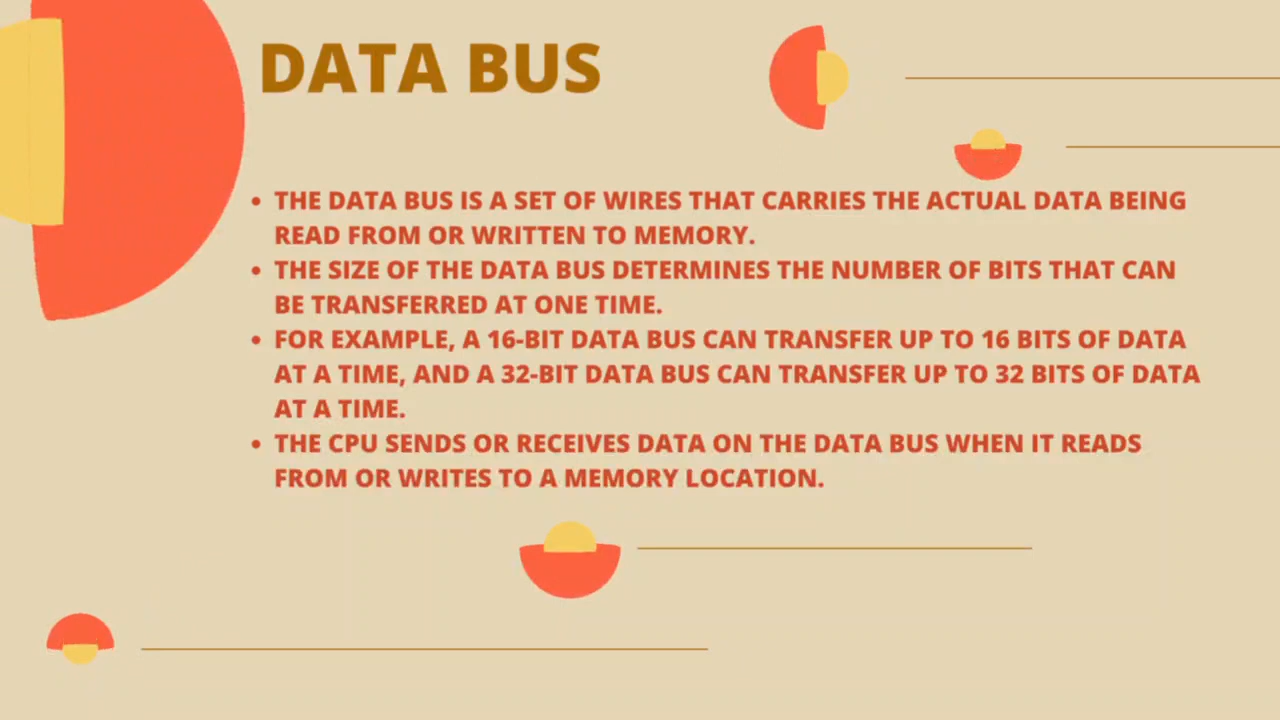 DATA BUS
• THE DATA BUS IS A SET OF WIRES THAT CARRIES THE ACTUAL DATA BEING
READ FROM OR WRITTEN TO MEMORY.
• THE SIZE OF THE DATA BUS DETERMINES THE NUMBER OF BITS THAT CAN
BE TRANSFERRED AT ONE TIME.
• FOR EXAMPLE, A 16-BIT DATA BUS CAN TRANSFER UP TO 16 BITS OF DATA
AT A TIME, AND A 32-BIT DATA BUS CAN TRANSFER UP TO 32 BITS OF DATA
AT A TIME.
• THE CPU SENDS OR RECEIVES DATA ON THE DATA BUS WHEN IT READS
FROM OR WRITES TO A MEMORY LOCATION.